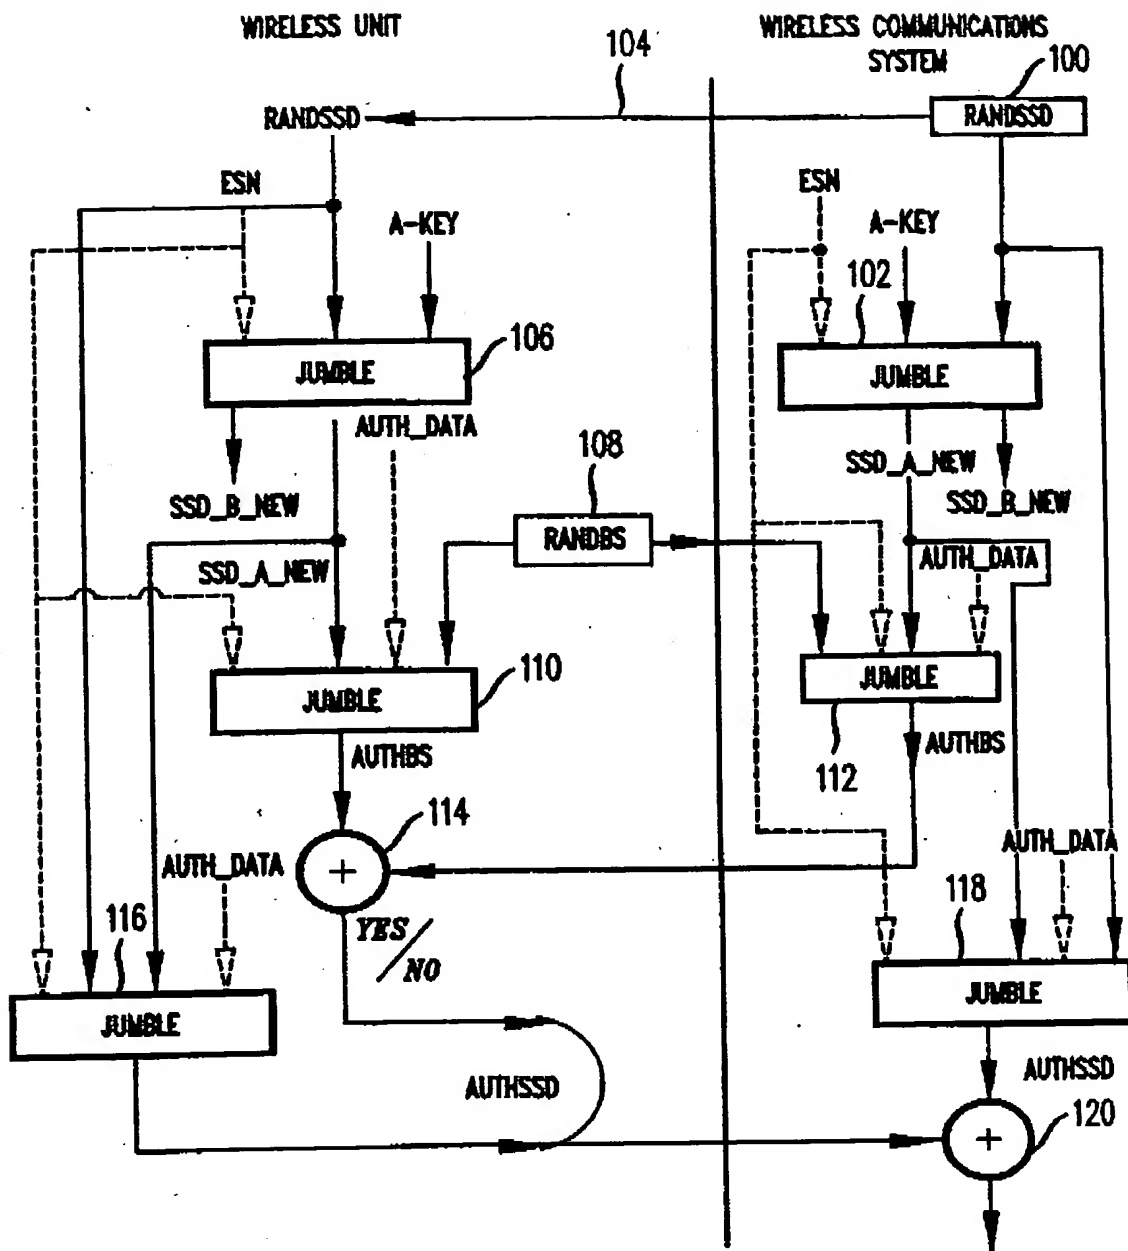 WIRELESS UNIT
WIRELESS COMMUNICATIONS
SYSTEM
104
100
RANDSSD
RANDSSD
ESN
A-KEY
ESN
A-KEY
102
106
JUMBLE
JUMBLE
AUTH_DATA
108
SSD_A_NEW
SSD_B_NEW
SSD_B_NEW
RANDBS
SSD_A_NEW
AUTH_DATA
110
JUMBLE
JUMBLE
AUTHBS
112
AUTHBS
114
+
AUTH_DATA
AUTH_DATA
116
YES/NO
118
JUMBLE
JUMBLE
AUTHSSD
AUTHSSD
+
120